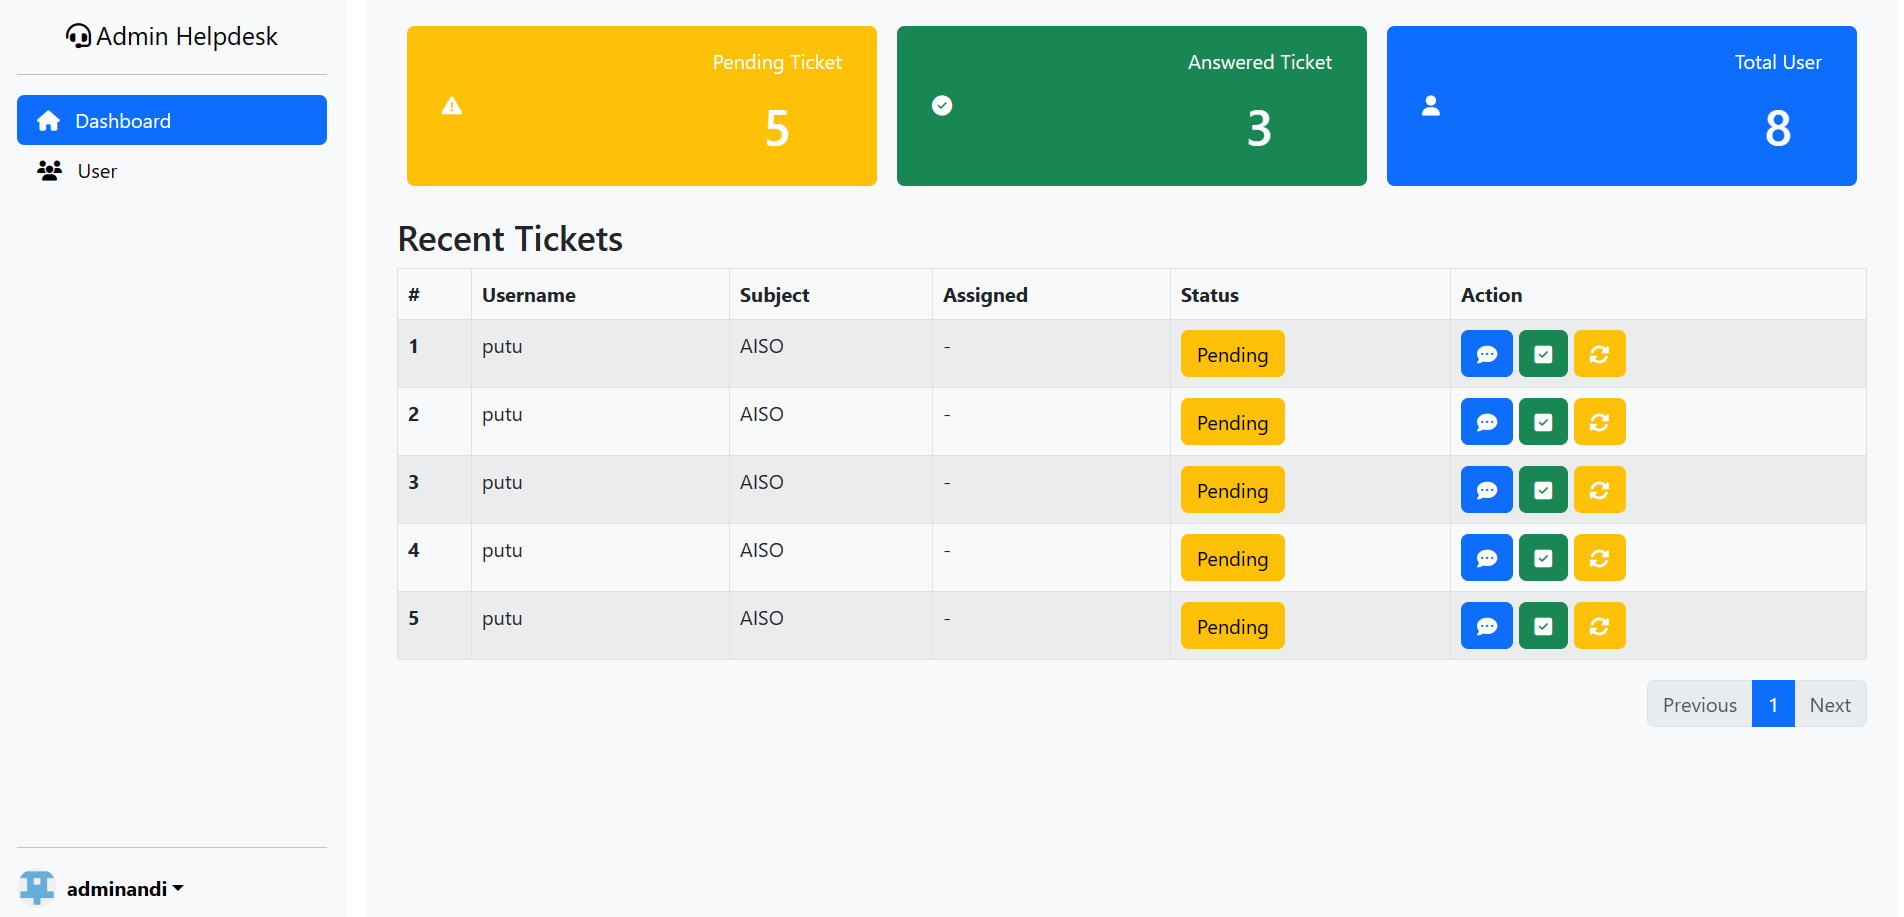 Admin Helpdesk
Dashboard
User
adminandi
Pending Ticket
5
Answered Ticket
3
Total User
8
Recent Tickets
# Username Subject Assigned Status Action
1 putu AISO - Pending
2 putu AISO - Pending
3 putu AISO - Pending
4 putu AISO - Pending
5 putu AISO - Pending
Previous 1 Next